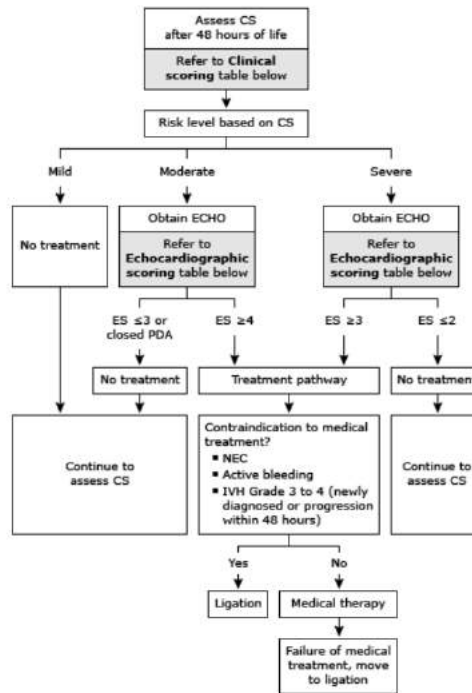 Assess CS
after 48 hours of life
Refer to Clinical
scoring table below
Risk level based on CS
Mild
Moderate
Severe
No treatment
Obtain ECHO
Refer to
Echocardiographic
scoring table below
Obtain ECHO
Refer to
Echocardiographic
scoring table below
ES ≤3 or
closed PDA
ES ≥4
ES ≥3
ES ≤2
No treatment
Treatment pathway
No treatment
Continue to
assess CS
Contraindication to medical
treatment?
▪ NEC
▪ Active bleeding
▪ IVH Grade 3 to 4 (newly
diagnosed or progression
within 48 hours)
Continue to
assess CS
Yes
No
Ligation
Medical therapy
Failure of medical
treatment, move
to ligation